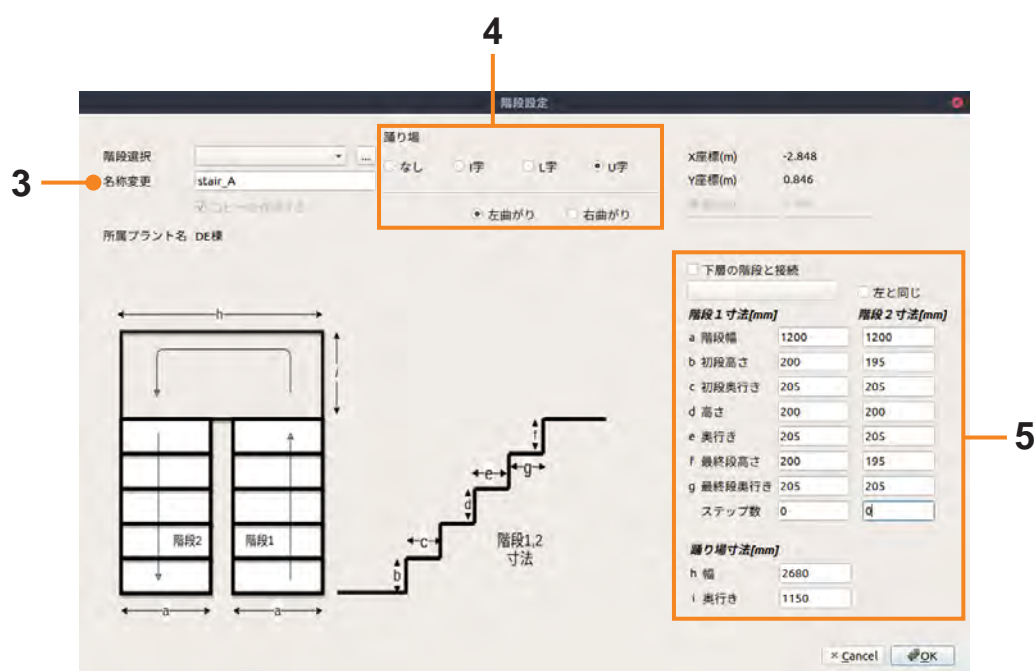 4
階段設定
3
階段選択
...
名称変更 stair_A
コピーを作成する
所属プラント名 DE棟
踊り場
なし I字 L字 U字
左曲がり 右曲がり
X座標(m) -2.848
Y座標(m) 0.846
5
下層の階段と接続
左と同じ
階段1寸法[mm] 階段2寸法[mm]
a 階段幅 1200 1200
b 初段高さ 200 195
c 初段奥行き 205 205
d 高さ 200 200
e 奥行き 205 205
f 最終段高さ 200 195
g 最終段奥行き 205 205
ステップ数 0 0
踊り場寸法[mm]
h 幅 2680
i 奥行き 1150
h
i
階段2 階段1
a a
b
c
d
e
f
g
階段1,2
寸法
Cancel OK